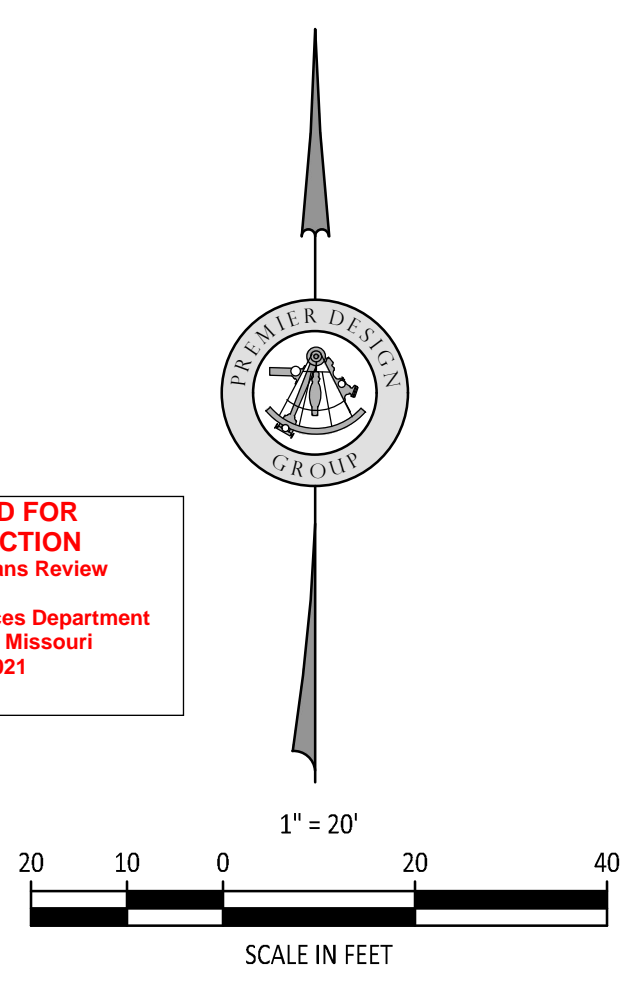 PREMIER DESIGN
GROUP
D FOR
CTION
ans Review
ces Department
Missouri
021
1" = 20'
20 10 0 20 40
SCALE IN FEET